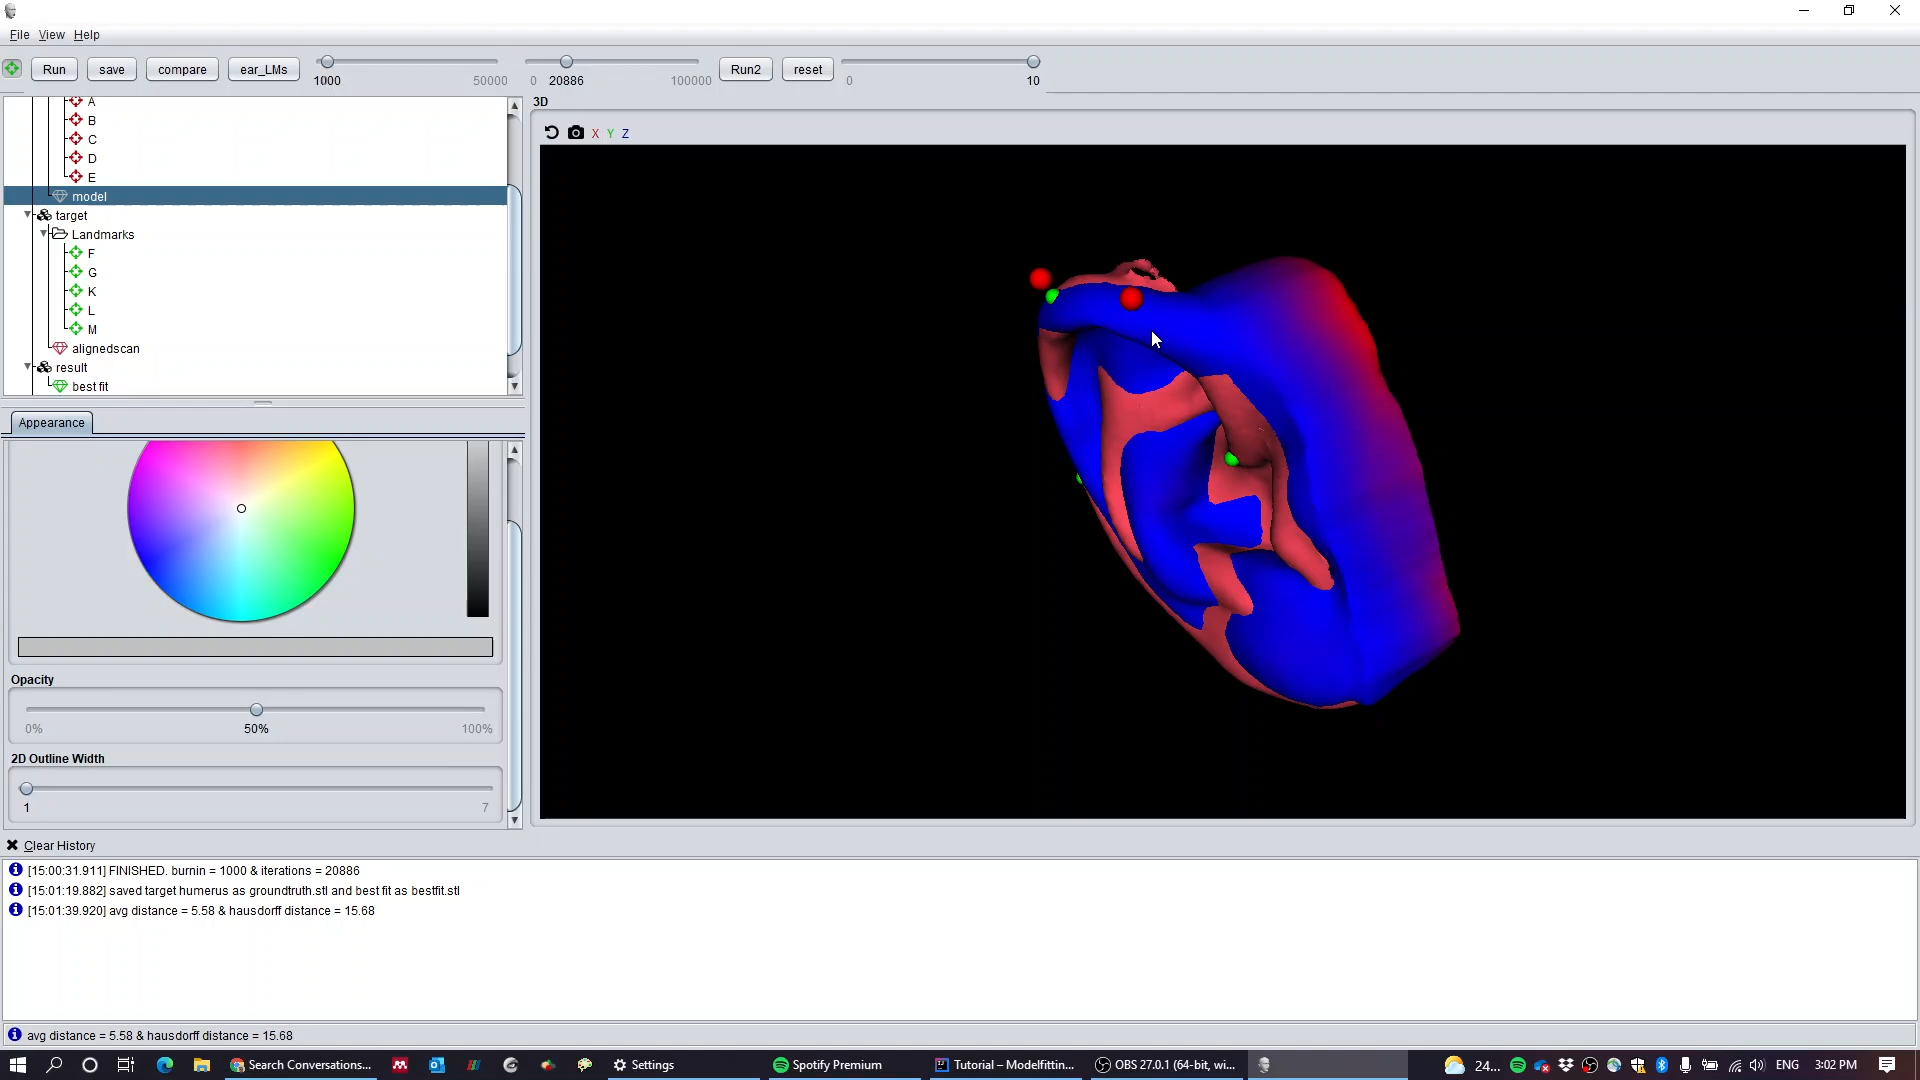 File View Help
Run save compare ear_LMs 1000 50000 0 20886 100000 Run2 reset 0 10
3D
X Y Z
A
B
C
D
E
model
target
Landmarks
F
G
K
L
M
alignedscan
result
best fit
Appearance
Opacity
0% 50% 100%
2D Outline Width
1 7
Clear History
[15:00:31.911] FINISHED. burnin = 1000 & iterations = 20886
[15:01:19.882] saved target humerus as groundtruth.stl and best fit as bestfit.stl
[15:01:39.920] avg distance = 5.58 & hausdorff distance = 15.68
avg distance = 5.58 & hausdorff distance = 15.68
Search Conversations... Settings Spotify Premium Tutorial – Modelfittin... OBS 27.0.1 (64-bit, wi... 24... ENG 3:02 PM